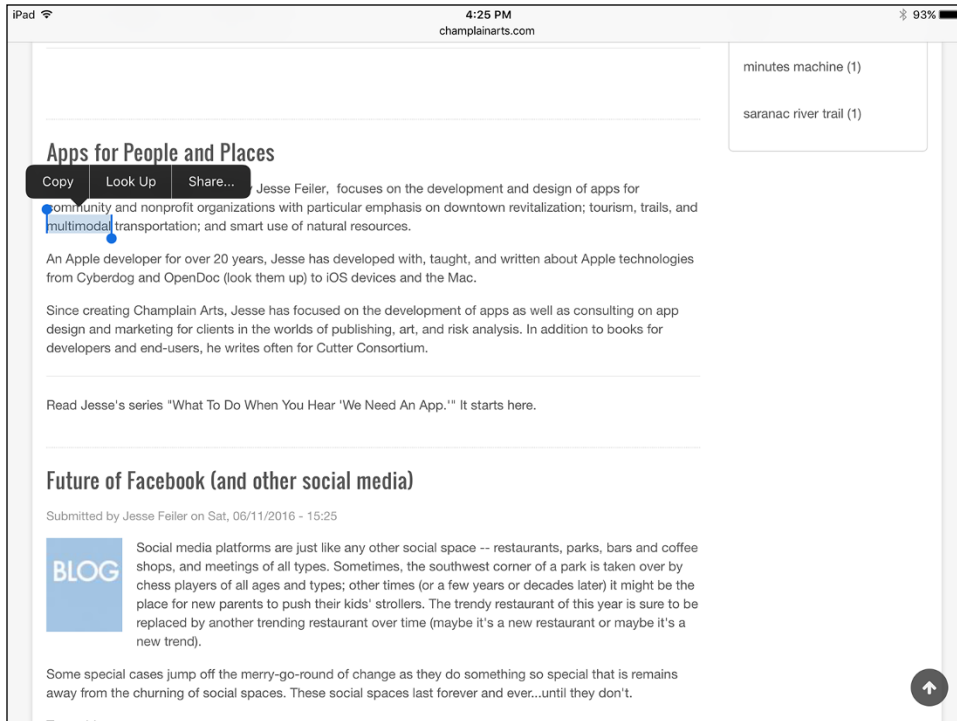 iPad
4:25 PM
93%
champlainarts.com
minutes machine (1)
saranac river trail (1)
Apps for People and Places
Copy Look Up Share...
Jesse Feiler, focuses on the development and design of apps for
community and nonprofit organizations with particular emphasis on downtown revitalization; tourism, trails, and
multimodal transportation; and smart use of natural resources.
An Apple developer for over 20 years, Jesse has developed with, taught, and written about Apple technologies
from Cyberdog and OpenDoc (look them up) to iOS devices and the Mac.
Since creating Champlain Arts, Jesse has focused on the development of apps as well as consulting on app
design and marketing for clients in the worlds of publishing, art, and risk analysis. In addition to books for
developers and end-users, he writes often for Cutter Consortium.
Read Jesse's series "What To Do When You Hear 'We Need An App.'" It starts here.
Future of Facebook (and other social media)
Submitted by Jesse Feiler on Sat, 06/11/2016 - 15:25
BLOG
Social media platforms are just like any other social space -- restaurants, parks, bars and coffee
shops, and meetings of all types. Sometimes, the southwest corner of a park is taken over by
chess players of all ages and types; other times (or a few years or decades later) it might be the
place for new parents to push their kids' strollers. The trendy restaurant of this year is sure to be
replaced by another trending restaurant over time (maybe it's a new restaurant or maybe it's a
new trend).
Some special cases jump off the merry-go-round of change as they do something so special that is remains
away from the churning of social spaces. These social spaces last forever and ever...until they don't.